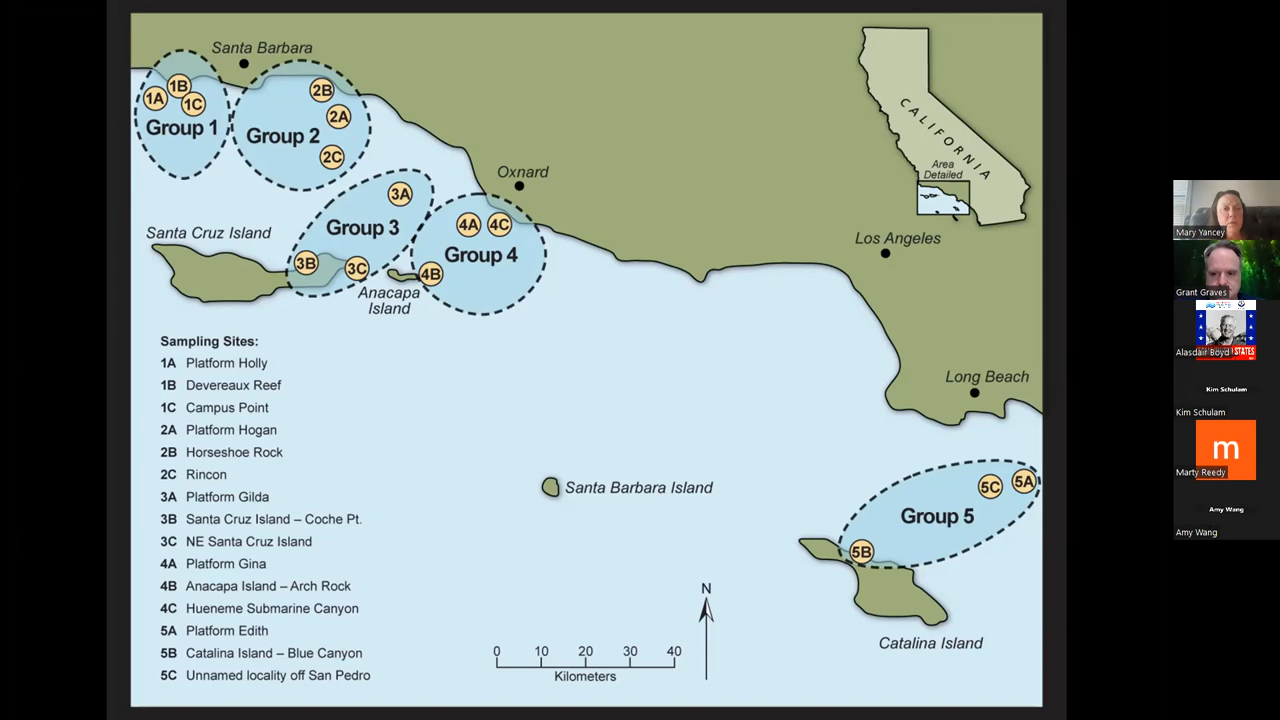 Santa Barbara
1A
1B
1C
Group 1
2B
2A
2C
Group 2
3A
Group 3
3B
3C
Oxnard
4A
4C
4B
Group 4
Santa Cruz Island
Anacapa
Island
CALIFORNIA
Area
Detailed
Los Angeles
Long Beach
Sampling Sites:
1A Platform Holly
1B Devereaux Reef
1C Campus Point
2A Platform Hogan
2B Horseshoe Rock
2C Rincon
3A Platform Gilda
3B Santa Cruz Island – Coche Pt.
3C NE Santa Cruz Island
4A Platform Gina
4B Anacapa Island – Arch Rock
4C Hueneme Submarine Canyon
5A Platform Edith
5B Catalina Island – Blue Canyon
5C Unnamed locality off San Pedro
Santa Barbara Island
5C
5A
Group 5
5B
Catalina Island
N
0 10 20 30 40
Kilometers
Mary Yancey
Grant Graves
STATES
Alasdair Boyd
Kim Schulam
Kim Schulam
m
Marty Reedy
Amy Wang
Amy Wang